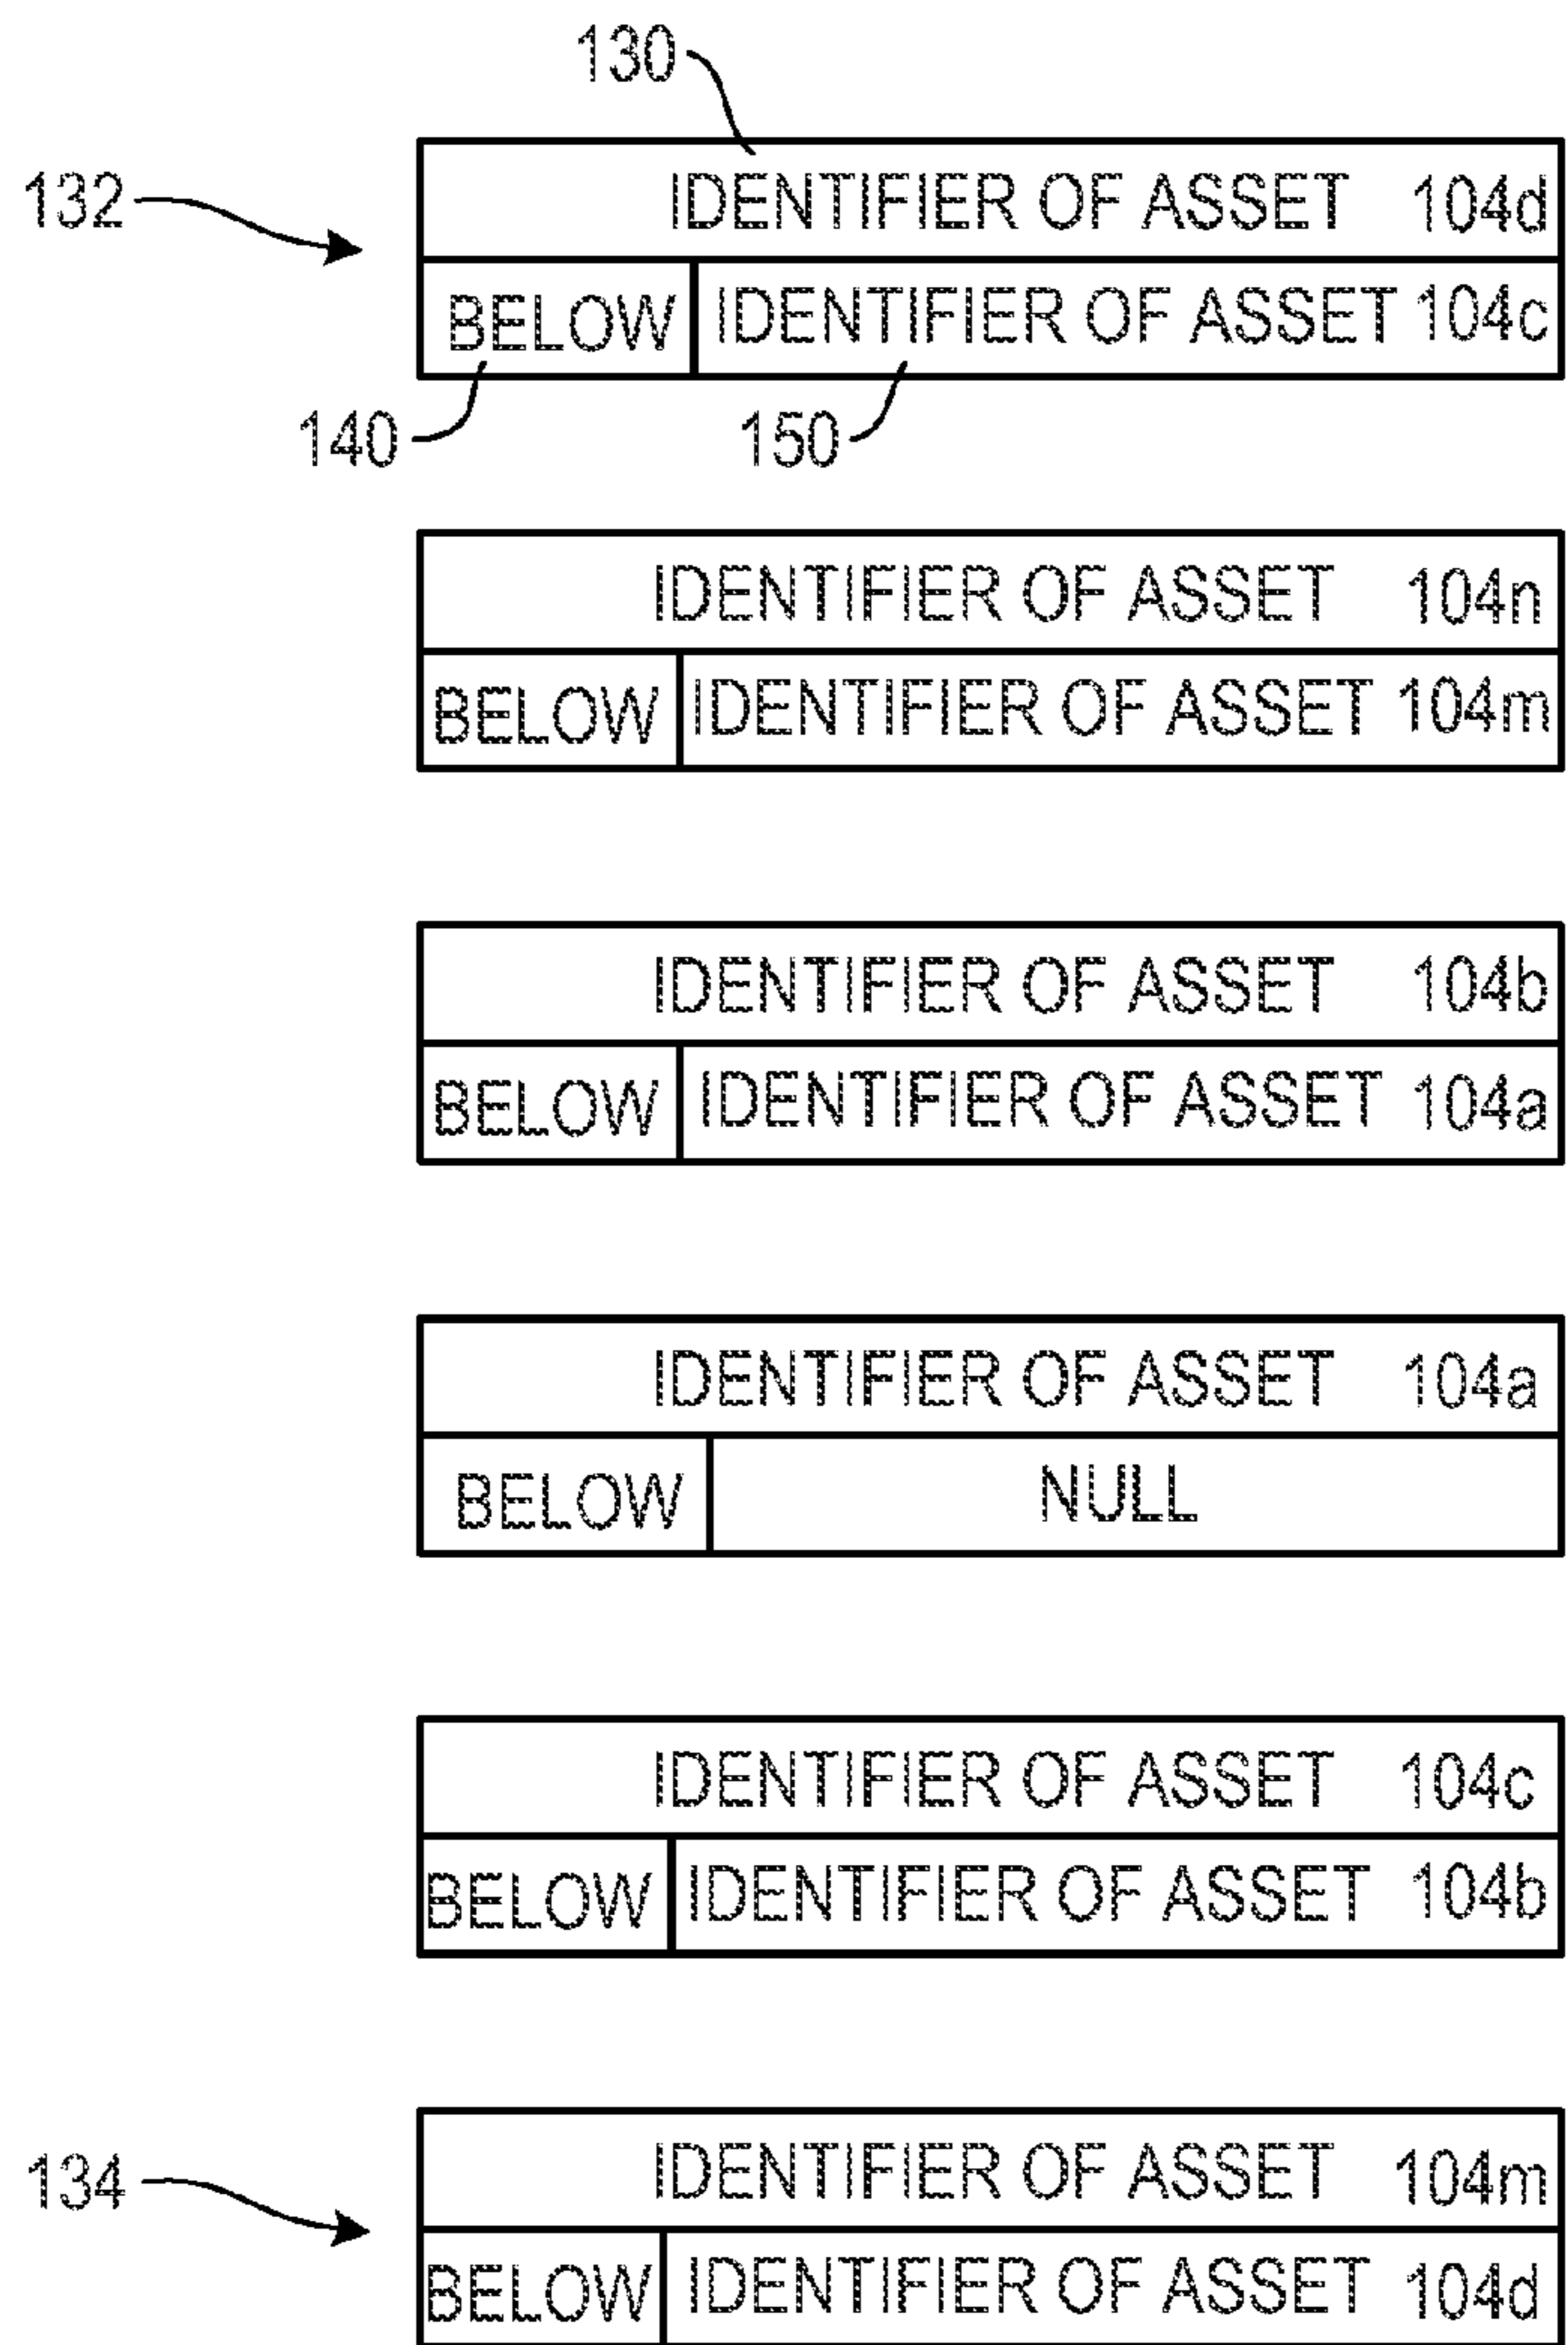 130
132
IDENTIFIER OF ASSET 104d
BELOW IDENTIFIER OF ASSET 104c
140 150
IDENTIFIER OF ASSET 104n
BELOW IDENTIFIER OF ASSET 104m
IDENTIFIER OF ASSET 104b
BELOW IDENTIFIER OF ASSET 104a
IDENTIFIER OF ASSET 104a
BELOW NULL
IDENTIFIER OF ASSET 104c
BELOW IDENTIFIER OF ASSET 104b
134
IDENTIFIER OF ASSET 104m
BELOW IDENTIFIER OF ASSET 104d